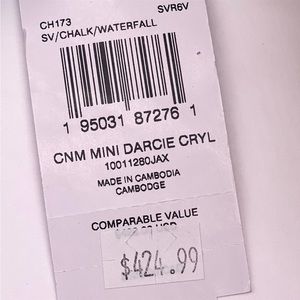 CH173 SVR6V
SV/CHALK/WATERFALL
1 95031 87276 1
CNM MINI DARCIE CRYL
10011280JAX
MADE IN CAMBODIA
CAMBODGE
COMPARABLE VALUE
USD
$424.99